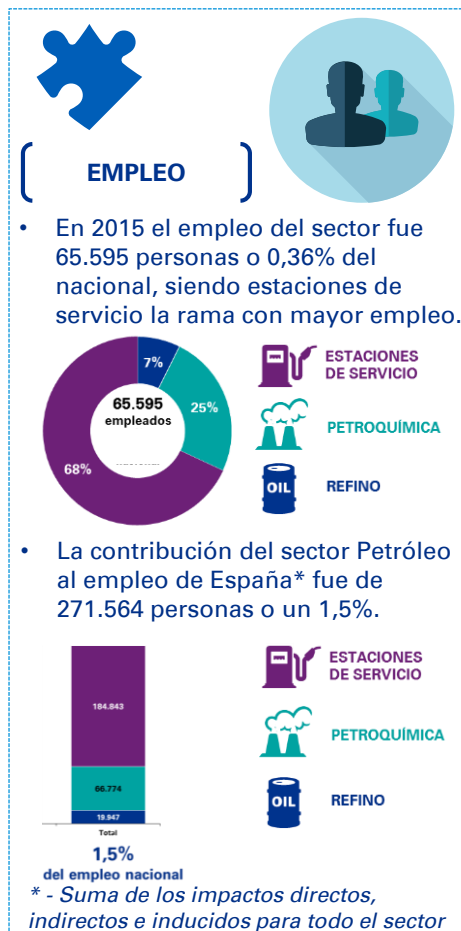 EMPLEO
• En 2015 el empleo del sector fue
65.595 personas o 0,36% del
nacional, siendo estaciones de
servicio la rama con mayor empleo.
7%
65.595
empleados
25%
68%
ESTACIONES
DE SERVICIO
PETROQUÍMICA
OIL
REFINO
• La contribución del sector Petróleo
al empleo de España* fue de
271.564 personas o un 1,5%.
184.843
66.774
19.947
Total
1,5%
del empleo nacional
ESTACIONES
DE SERVICIO
PETROQUÍMICA
OIL
REFINO
* - Suma de los impactos directos,
indirectos e inducidos para todo el sector